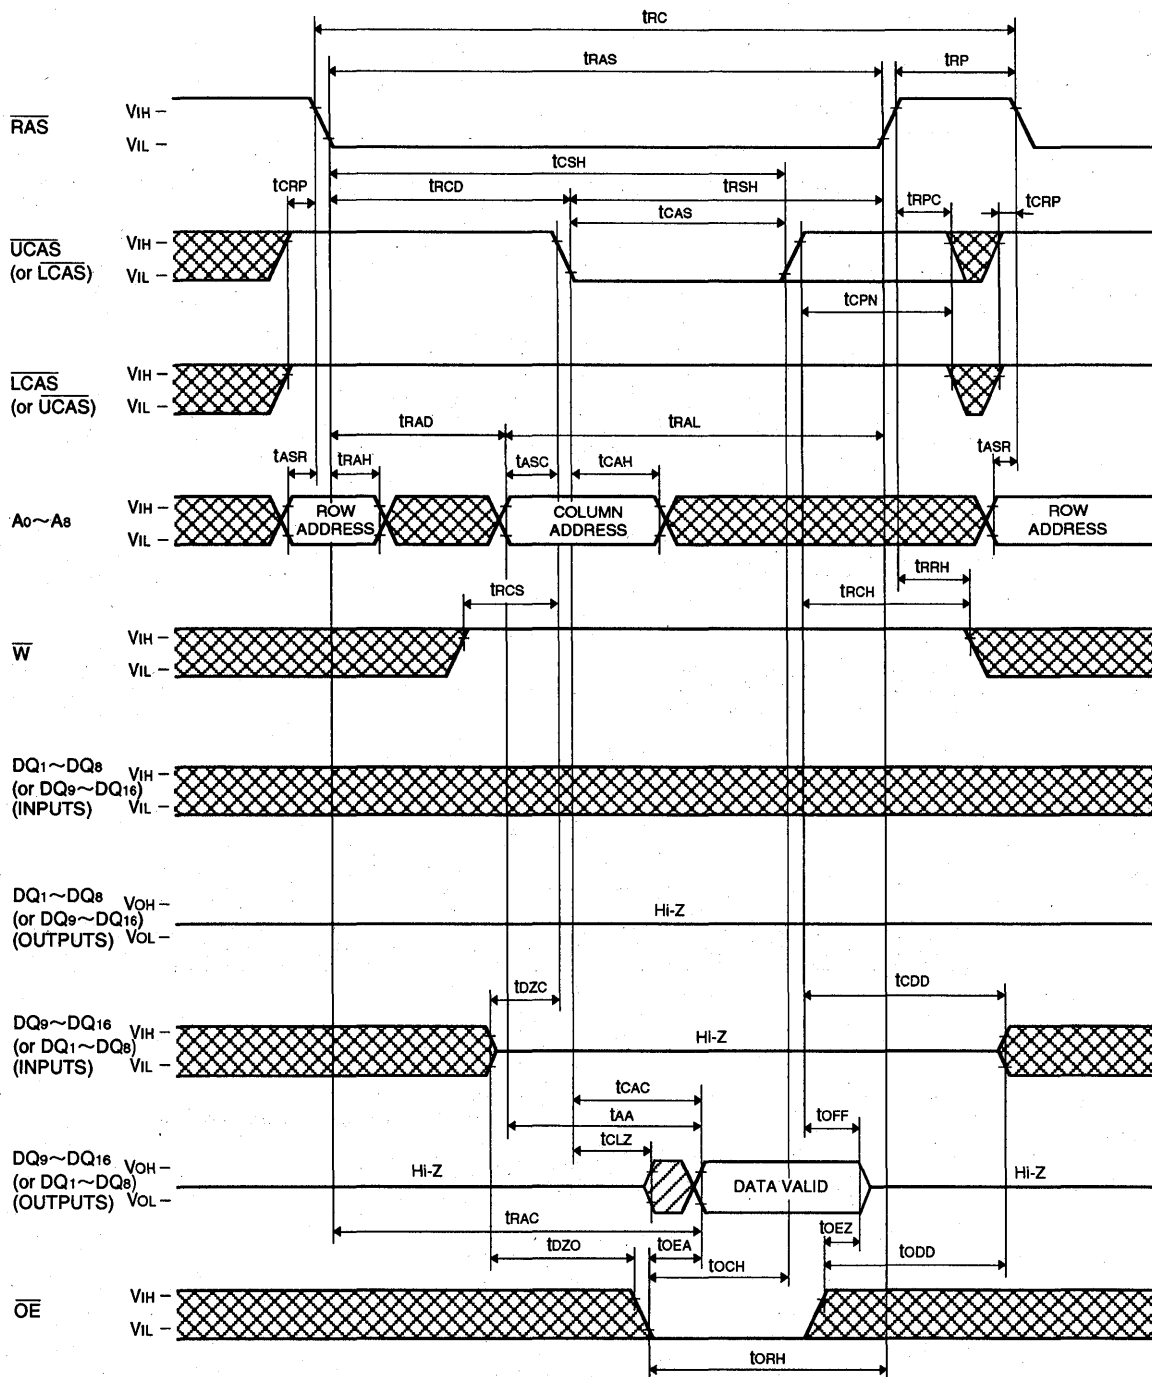 tRC
tRAS
tRP
RAS
VIH
VIL
tCSH
tCRP
tRCD
tRSH
tRPC
tCRP
tCAS
UCAS
(or LCAS)
VIH
VIL
tCPN
LCAS
(or UCAS)
VIH
VIL
tRAD
tRAL
tASR
tRAH
tASC
tCAH
tASR
A0~A8
VIH
VIL
ROW
ADDRESS
COLUMN
ADDRESS
ROW
ADDRESS
tRRH
tRCS
tRCH
W
VIH
VIL
DQ1~DQ8
(or DQ9~DQ16)
(INPUTS)
VIH
VIL
DQ1~DQ8
(or DQ9~DQ16)
(OUTPUTS)
VOH
VOL
Hi-Z
tDZC
tCDD
DQ9~DQ16
(or DQ1~DQ8)
(INPUTS)
VIH
VIL
Hi-Z
tCAC
tAA
tOFF
tCLZ
DQ9~DQ16
(or DQ1~DQ8)
(OUTPUTS)
VOH
VOL
Hi-Z
DATA VALID
Hi-Z
tRAC
tOEZ
tDZO
tOEA
tODD
tOCH
OE
VIH
VIL
tORH